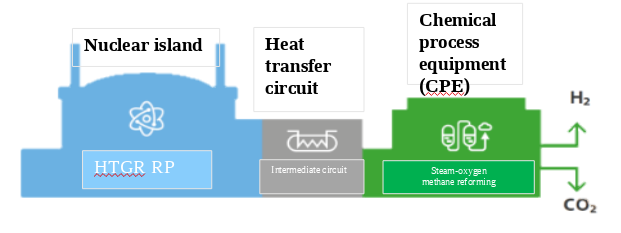 Nuclear island
Heat
transfer
circuit
Chemical
process
equipment
(CPE)
H₂
HTGR RP
Intermediate circuit
Steam-oxygen
methane reforming
CO₂